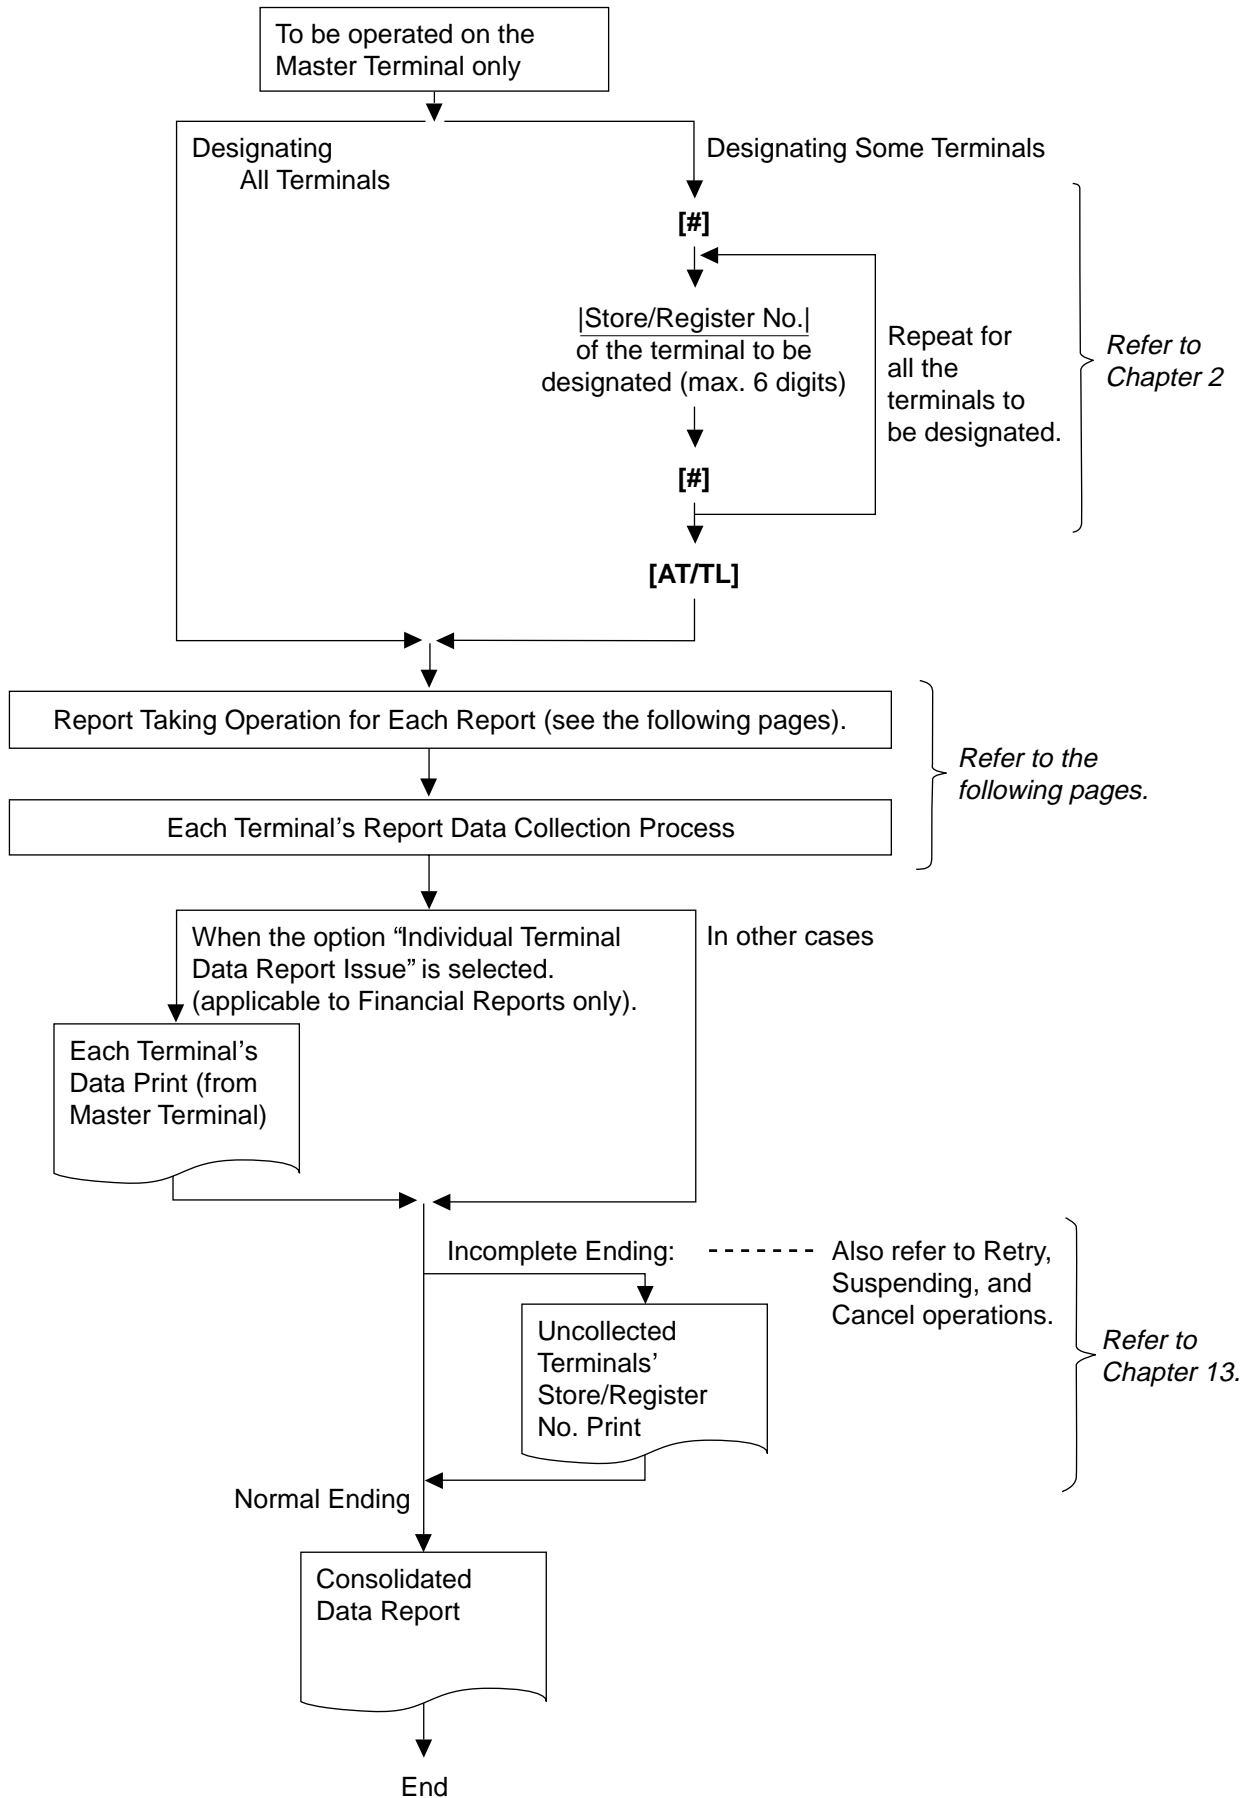 To be operated on the
Master Terminal only
Designating
All Terminals
Designating Some Terminals
[#]
|Store/Register No.|
of the terminal to be
designated (max. 6 digits)
Repeat for
all the
terminals to
be designated.
Refer to
Chapter 2
[#]
[AT/TL]
Report Taking Operation for Each Report (see the following pages).
Each Terminal’s Report Data Collection Process
Refer to the
following pages.
When the option “Individual Terminal
Data Report Issue” is selected.
(applicable to Financial Reports only).
In other cases
Each Terminal’s
Data Print (from
Master Terminal)
Incomplete Ending:
Also refer to Retry,
Suspending, and
Cancel operations.
Uncollected
Terminals’
Store/Register
No. Print
Refer to
Chapter 13.
Normal Ending
Consolidated
Data Report
End